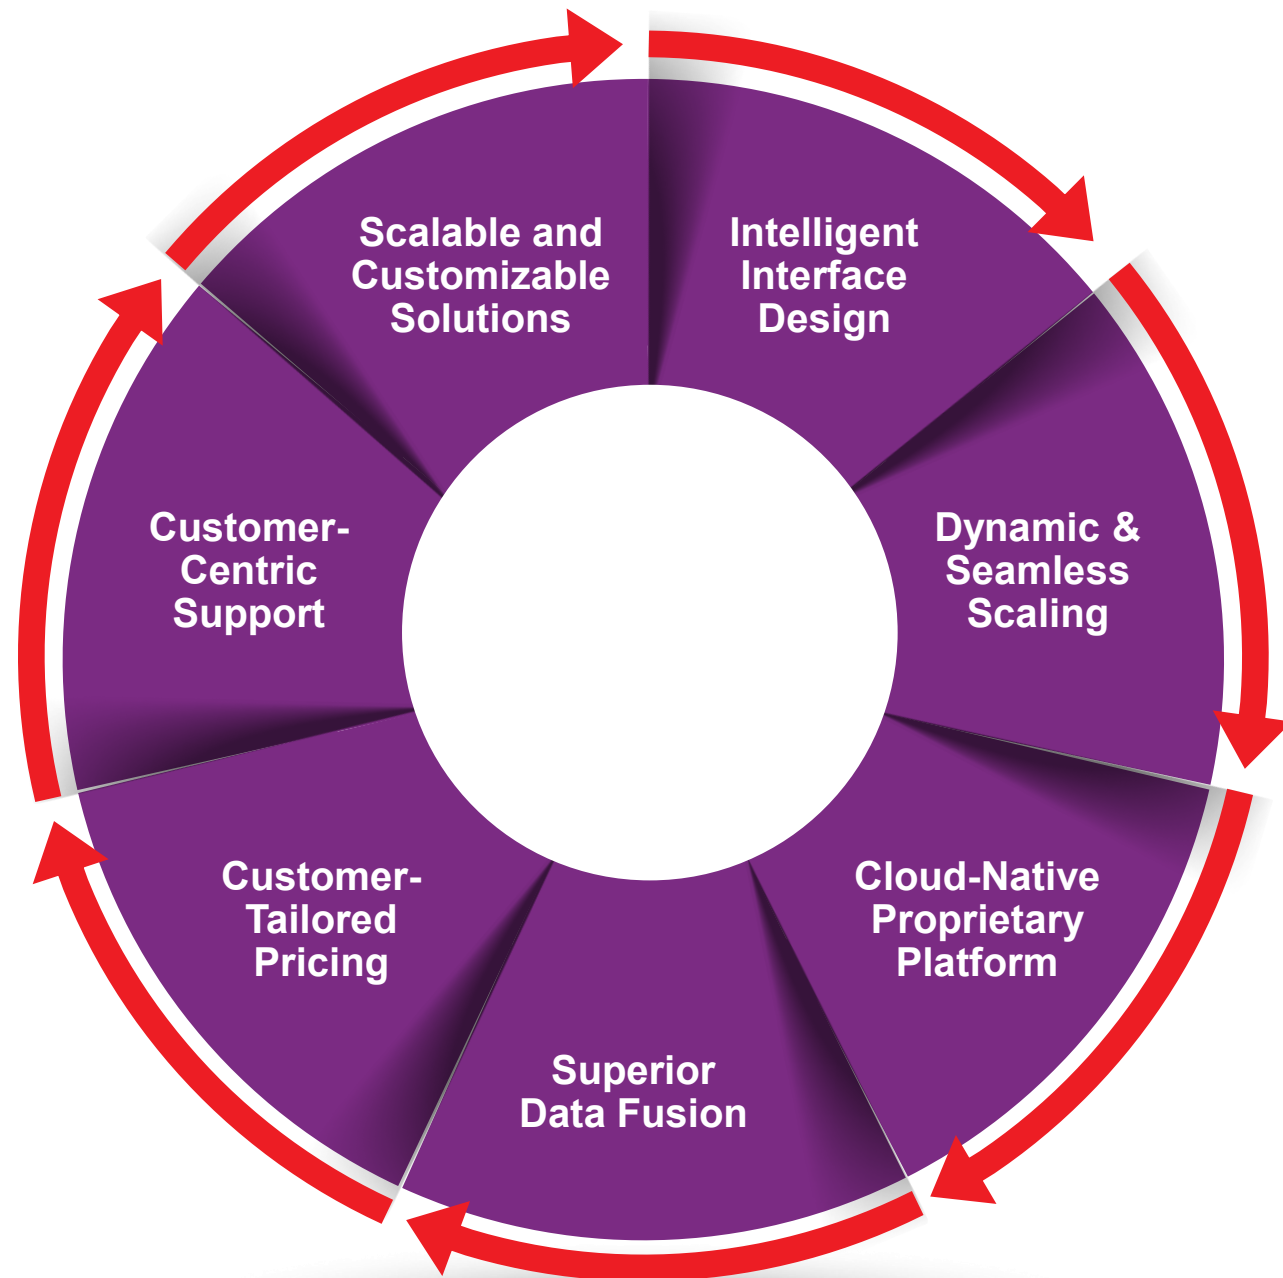 Scalable and
Customizable
Solutions
Intelligent
Interface
Design
Dynamic &
Seamless
Scaling
Cloud-Native
Proprietary
Platform
Superior
Data Fusion
Customer-
Tailored
Pricing
Customer-
Centric
Support